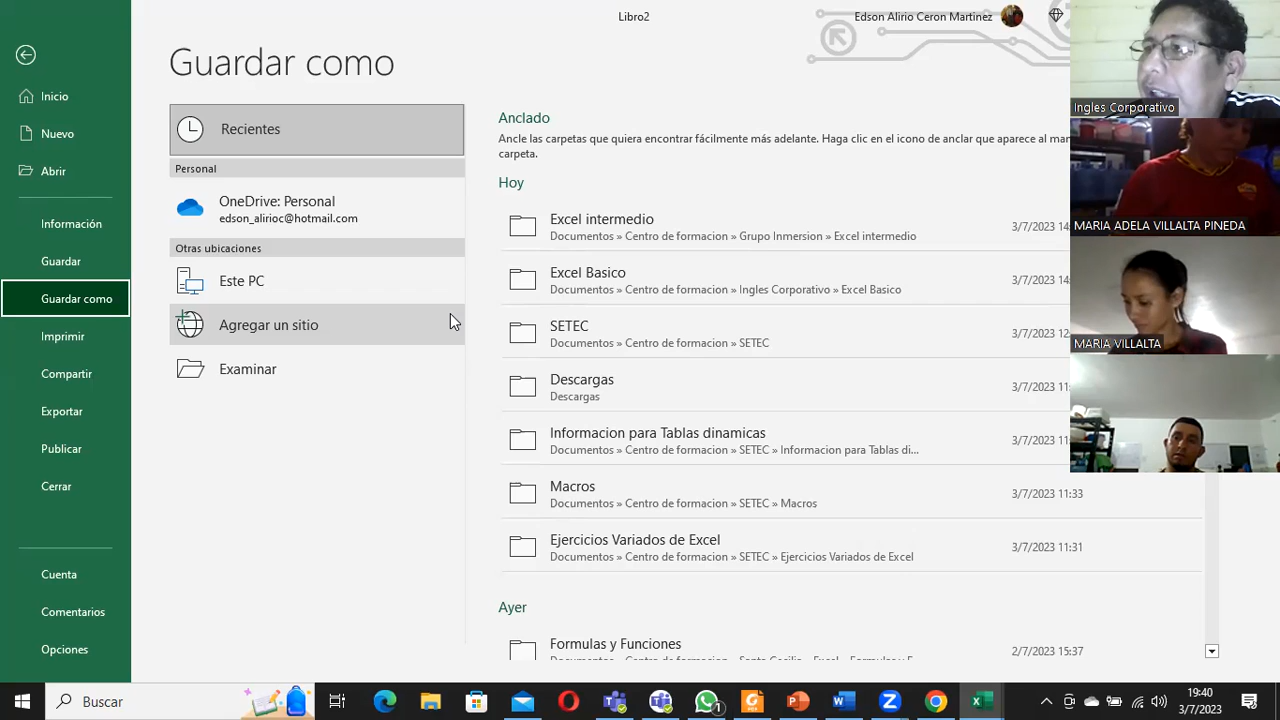 Libro2
Edson Alirio Ceron Martinez
Guardar como
Inicio
Nuevo
Abrir
Información
Guardar
Guardar como
Imprimir
Compartir
Exportar
Publicar
Cerrar
Cuenta
Comentarios
Opciones
Recientes
Personal
OneDrive: Personal
edson_alirioc@hotmail.com
Otras ubicaciones
Este PC
Agregar un sitio
Examinar
Anclado
Ancle las carpetas que quiera encontrar fácilmente más adelante. Haga clic en el icono de anclar que aparece al
carpeta.
Hoy
Excel intermedio
Documentos » Centro de formacion » Grupo Inmersion » Excel intermedio
3/7/2023 14:
Excel Basico
Documentos » Centro de formacion » Ingles Corporativo » Excel Basico
3/7/2023 14:
SETEC
Documentos » Centro de formacion » SETEC
3/7/2023 12:
Descargas
Descargas
3/7/2023 11:
Informacion para Tablas dinamicas
Documentos » Centro de formacion » SETEC » Informacion para Tablas di...
3/7/2023 11:
Macros
Documentos » Centro de formacion » SETEC » Macros
3/7/2023 11:33
Ejercicios Variados de Excel
Documentos » Centro de formacion » SETEC » Ejercicios Variados de Excel
3/7/2023 11:31
Ayer
Formulas y Funciones
2/7/2023 15:37
Ingles Corporativo
MARIA ADELA VILLALTA PINEDA
MARIA VILLALTA
Buscar
19:40
3/7/2023